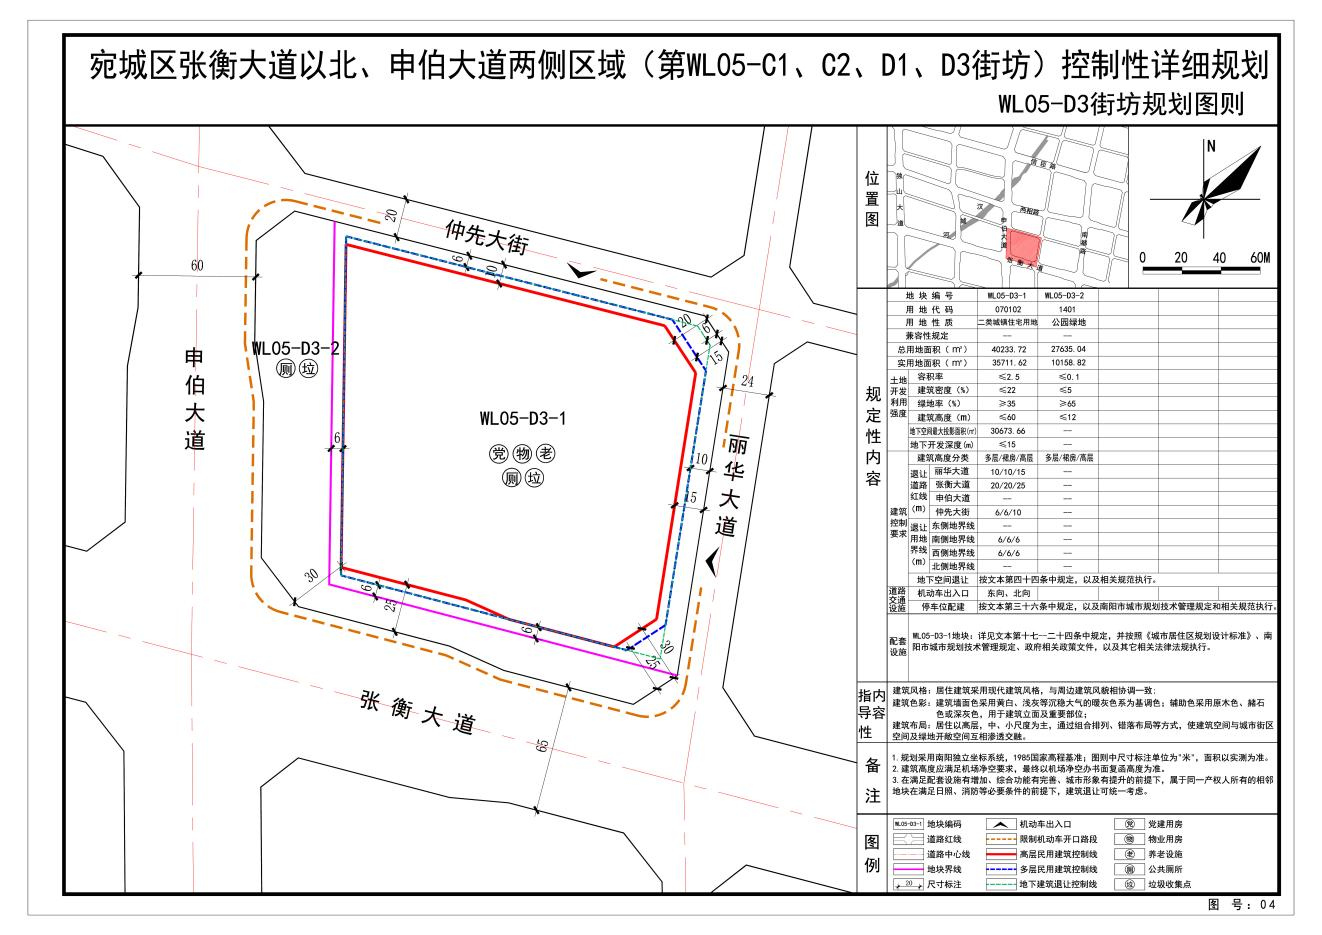 宛城区张衡大道以北、申伯大道两侧区域（第WL05-C1、C2、D1、D3街坊）控制性详细规划
WL05-D3街坊规划图则
仲先大街
申伯大道
丽华大道
张衡大道
WL05-D3-2
厕 垃
WL05-D3-1
党 物 老
厕 垃
60
20
6
10
20
6
15
24
6
10
15
30
6
25
6
25
30
65
位置图
信臣路
独山大道
汉城河
两相路
申伯大道
南都路
张衡大道
N
0 20 40 60M
规定性内容
地块编号 WL05-D3-1 WL05-D3-2
用地代码 070102 1401
用地性质 二类城镇住宅用地 公园绿地
兼容性规定 —— ——
总用地面积（㎡） 40233.72 27635.04
实用地面积（㎡） 35711.62 10158.82
土地开发利用强度
容积率 ≤2.5 ≤0.1
建筑密度（%） ≤22 ≤5
绿地率（%） ≥35 ≥65
建筑高度（m） ≤60 ≤12
地下空间最大投影面积(㎡) 30673.66 ——
地下开发深度(m) ≤15 ——
建筑控制要求
建筑高度分类 多层/裙房/高层 多层/裙房/高层
退让道路红线(m)
丽华大道 10/10/15 ——
张衡大道 20/20/25 ——
申伯大道 —— ——
仲先大街 6/6/10 ——
退让用地界线(m)
东侧地界线 —— ——
南侧地界线 6/6/6 ——
西侧地界线 6/6/6 ——
北侧地界线 —— ——
地下空间退让 按文本第四十四条中规定，以及相关规范执行。
道路交通设施
机动车出入口 东向、北向
停车位配建 按文本第三十六条中规定，以及南阳市城市规划技术管理规定和相关规范执行。
配套设施
WL05-D3-1地块：详见文本第十七--二十四条中规定，并按照《城市居住区规划设计标准》、南
阳市城市规划技术管理规定、政府相关政策文件，以及其它相关法律法规执行。
指导性内容
建筑风格：居住建筑采用现代建筑风格，与周边建筑风貌相协调一致；
建筑色彩：建筑墙面色采用黄白、浅灰等沉稳大气的暖灰色系为基调色；辅助色采用原木色、赭石
色或深灰色，用于建筑立面及重要部位；
建筑布局：居住以高层，中、小尺度为主，通过组合排列、错落布局等方式，使建筑空间与城市街区
空间及绿地开敞空间互相渗透交融。
备注
1.规划采用南阳独立坐标系统，1985国家高程基准；图则中尺寸标注单位为"米"，面积以实测为准。
2.建筑高度应满足机场净空要求，最终以机场净空办书面复函高度为准。
3.在满足配套设施有增加、综合功能有完善、城市形象有提升的前提下，属于同一产权人所有的相邻
地块在满足日照、消防等必要条件的前提下，建筑退让可统一考虑。
图例
WL05-D3-1 地块编码 机动车出入口 党 党建用房
道路红线 限制机动车开口路段 物 物业用房
道路中心线 高层民用建筑控制线 老 养老设施
地块界线 多层民用建筑控制线 厕 公共厕所
20 尺寸标注 地下建筑退让控制线 垃 垃圾收集点
图 号：04